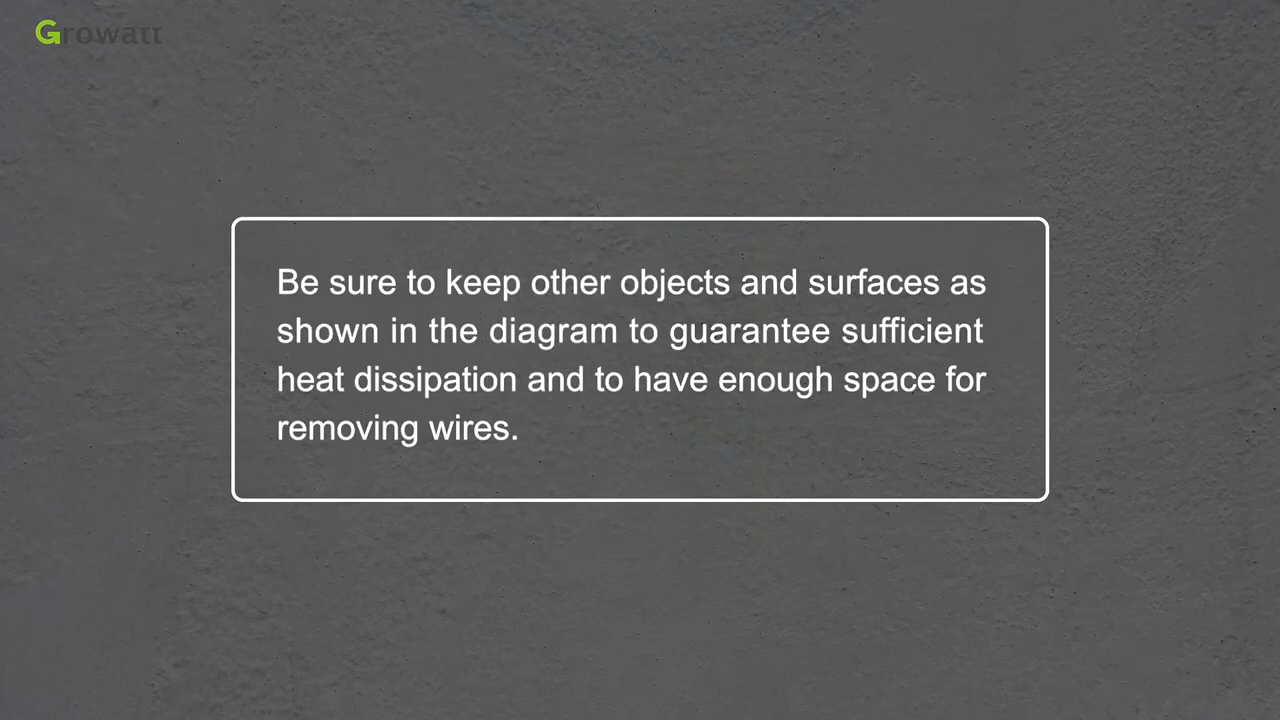 Growatt
Be sure to keep other objects and surfaces as
shown in the diagram to guarantee sufficient
heat dissipation and to have enough space for
removing wires.